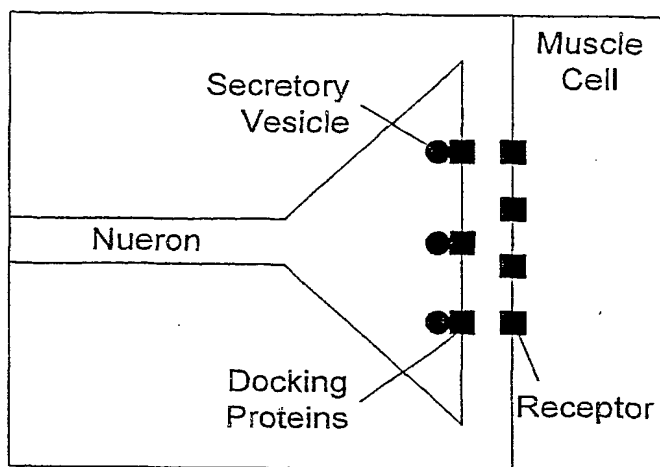 Muscle
Cell
Secretory
Vesicle
Nueron
Docking
Proteins
Receptor